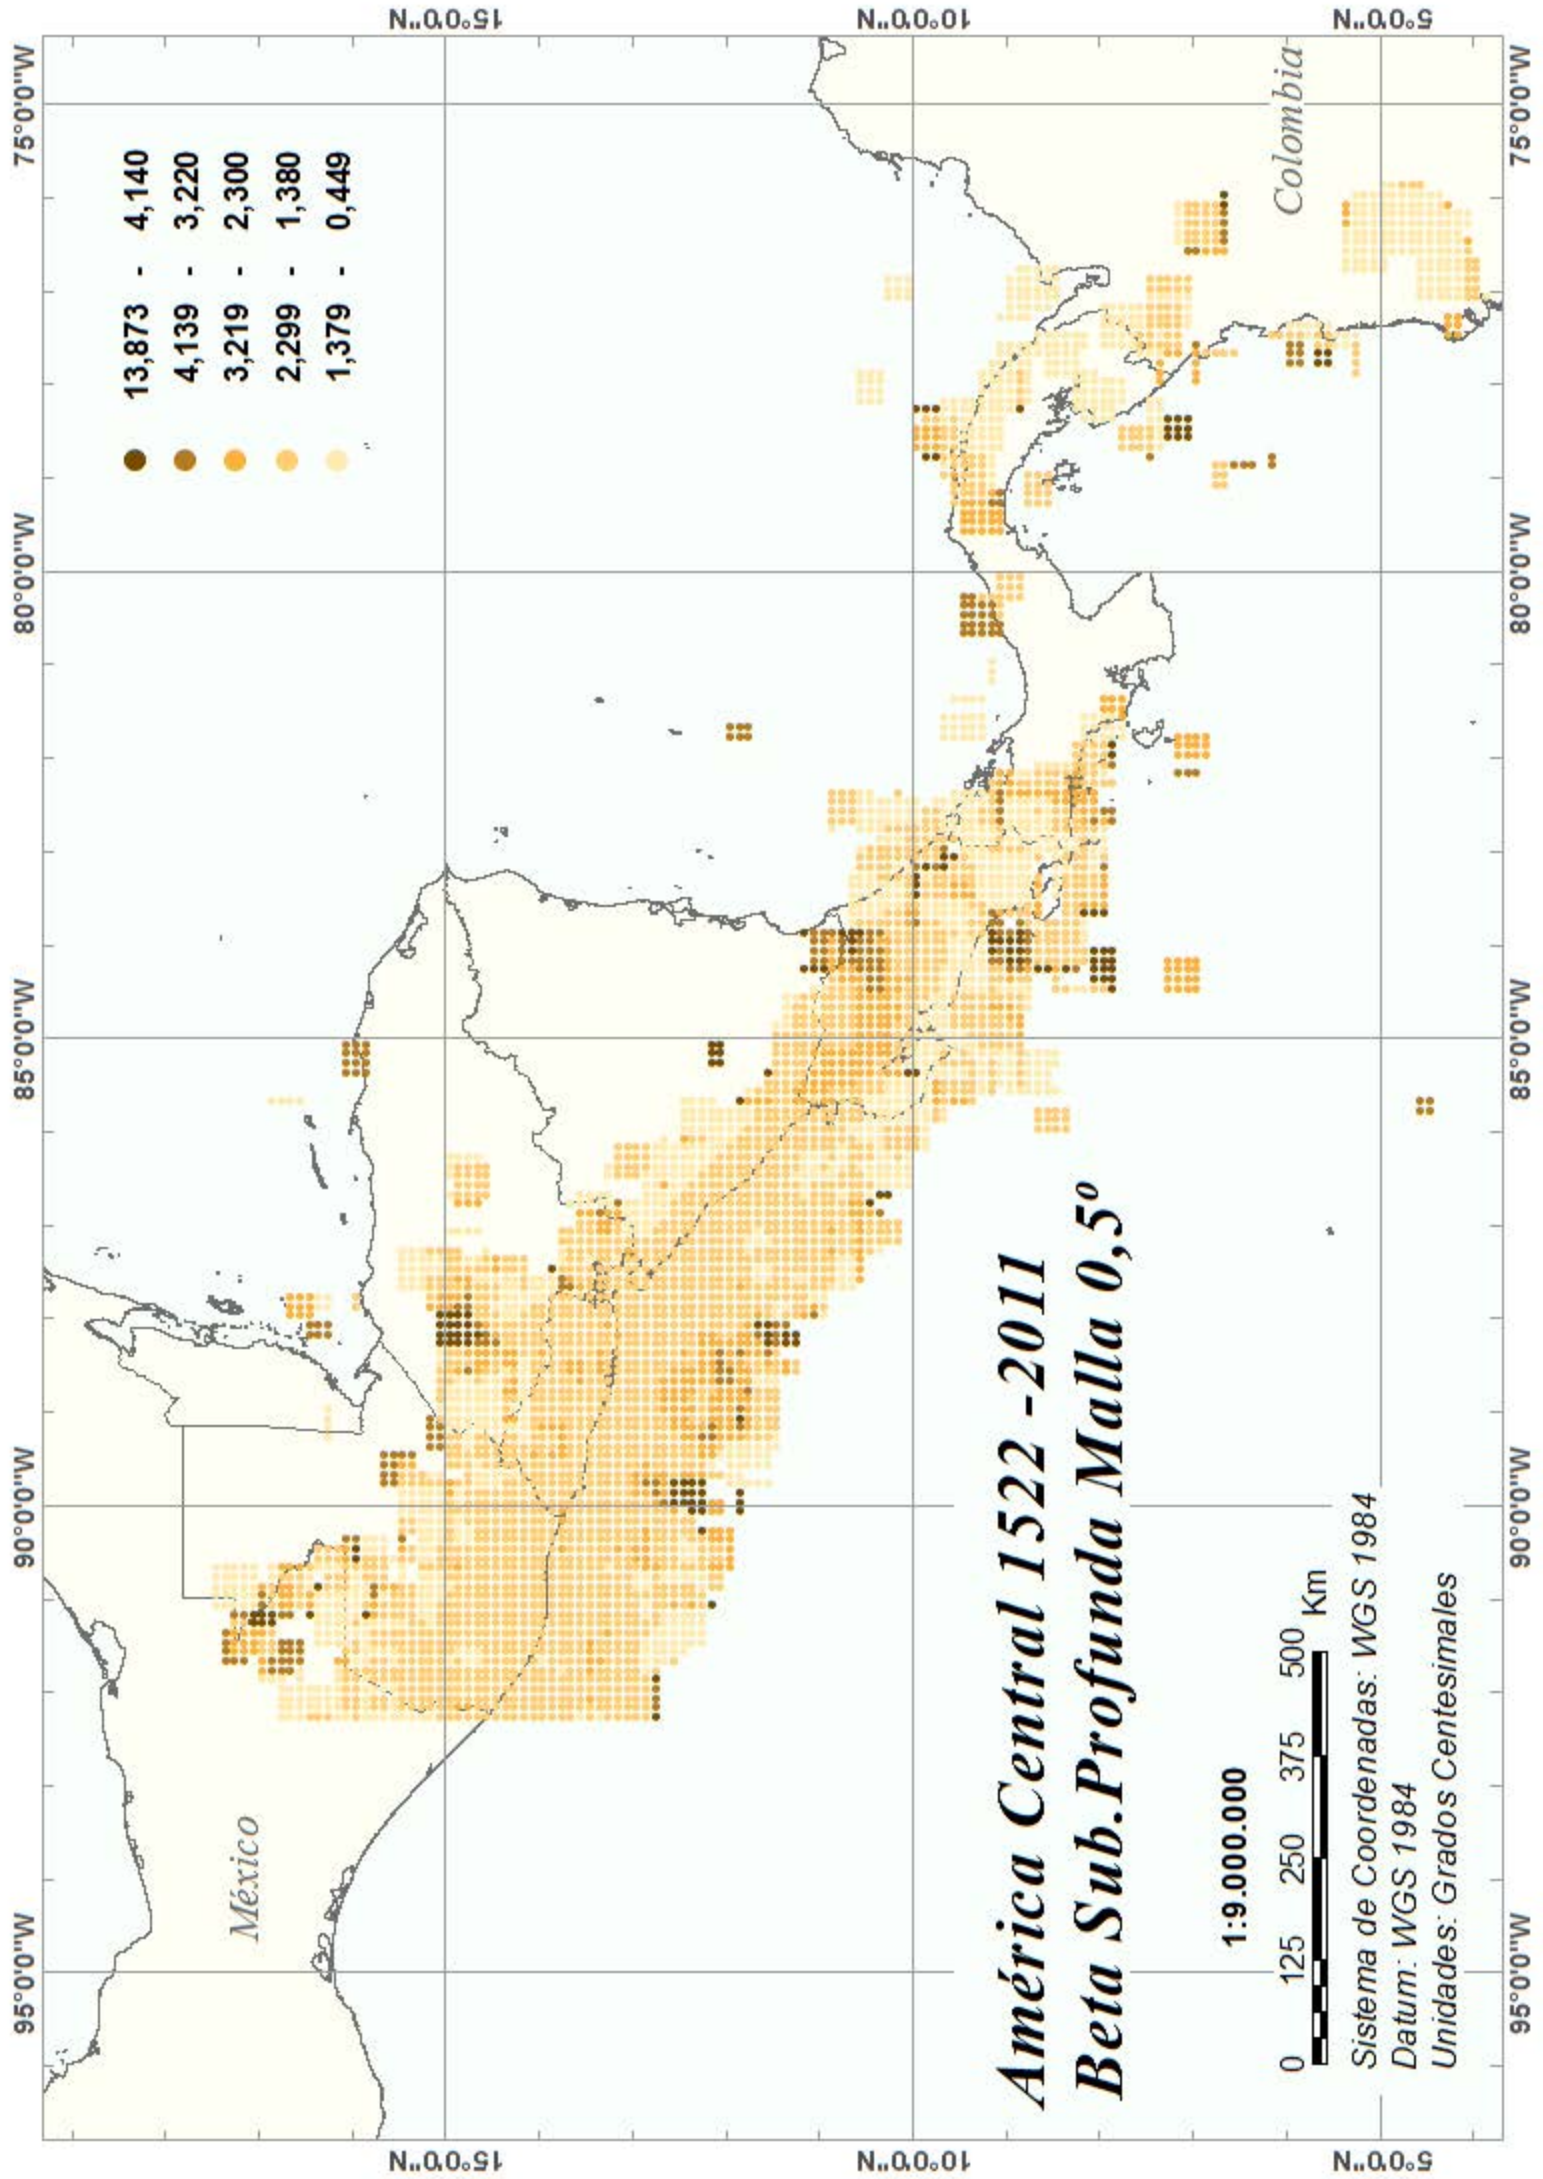 95°0'0"W 90°0'0"W 85°0'0"W 80°0'0"W 75°0'0"W
15°0'0"N
15°0'0"N
10°0'0"N
10°0'0"N
5°0'0"N
5°0'0"N
México
Colombia
13,873 - 4,140
4,139 - 3,220
3,219 - 2,300
2,299 - 1,380
1,379 - 0,449
América Central 1522 -2011
Beta Sub.Profunda Malla 0,5º
1:9.000.000
0 125 250 375 500
Km
Sistema de Coordenadas: WGS 1984
Datum: WGS 1984
Unidades: Grados Centesimales
95°0'0"W 90°0'0"W 85°0'0"W 80°0'0"W 75°0'0"W